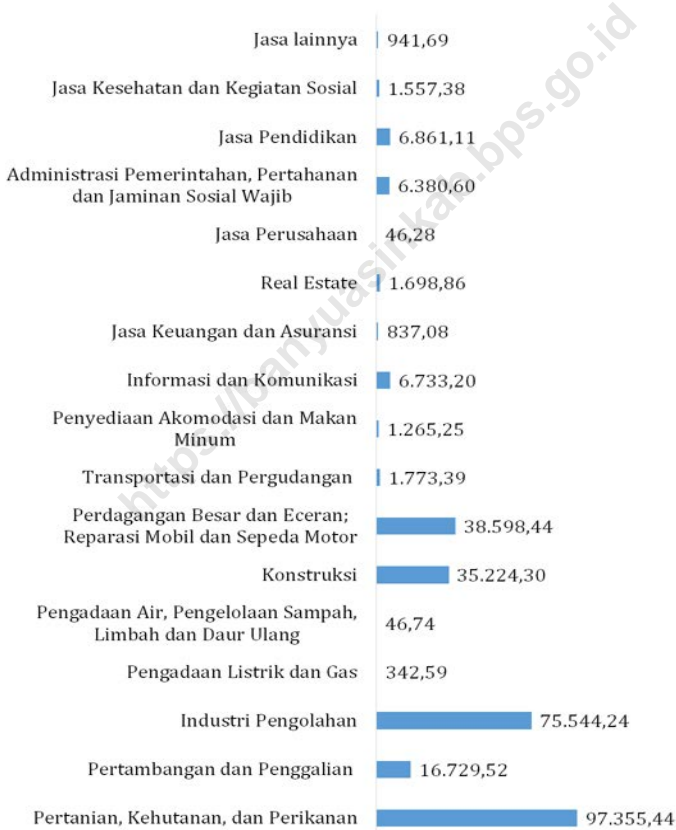 Jasa lainnya 941,69
Jasa Kesehatan dan Kegiatan Sosial 1.557,38
Jasa Pendidikan 6.861,11
Administrasi Pemerintahan, Pertahanan
dan Jaminan Sosial Wajib 6.380,60
Jasa Perusahaan 46,28
Real Estate 1.698,86
Jasa Keuangan dan Asuransi 837,08
Informasi dan Komunikasi 6.733,20
Penyediaan Akomodasi dan Makan
Minum 1.265,25
Transportasi dan Pergudangan 1.773,39
Perdagangan Besar dan Eceran;
Reparasi Mobil dan Sepeda Motor 38.598,44
Konstruksi 35.224,30
Pengadaan Air, Pengelolaan Sampah,
Limbah dan Daur Ulang 46,74
Pengadaan Listrik dan Gas 342,59
Industri Pengolahan 75.544,24
Pertambangan dan Penggalian 16.729,52
Pertanian, Kehutanan, dan Perikanan 97.355,44
https://banyuasinkab.bps.go.id